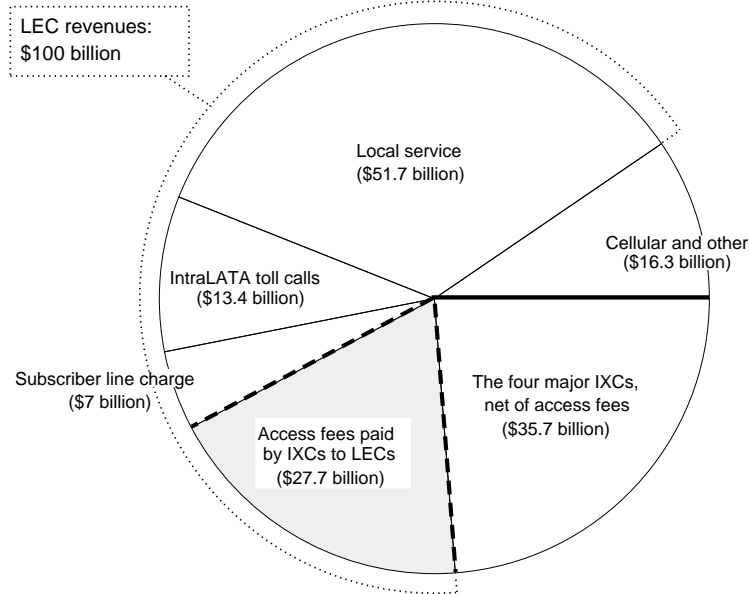 LEC revenues:
$100 billion
Local service
($51.7 billion)
Cellular and other
($16.3 billion)
IntraLATA toll calls
($13.4 billion)
Subscriber line charge
($7 billion)
The four major IXCs,
net of access fees
($35.7 billion)
Access fees paid
by IXCs to LECs
($27.7 billion)